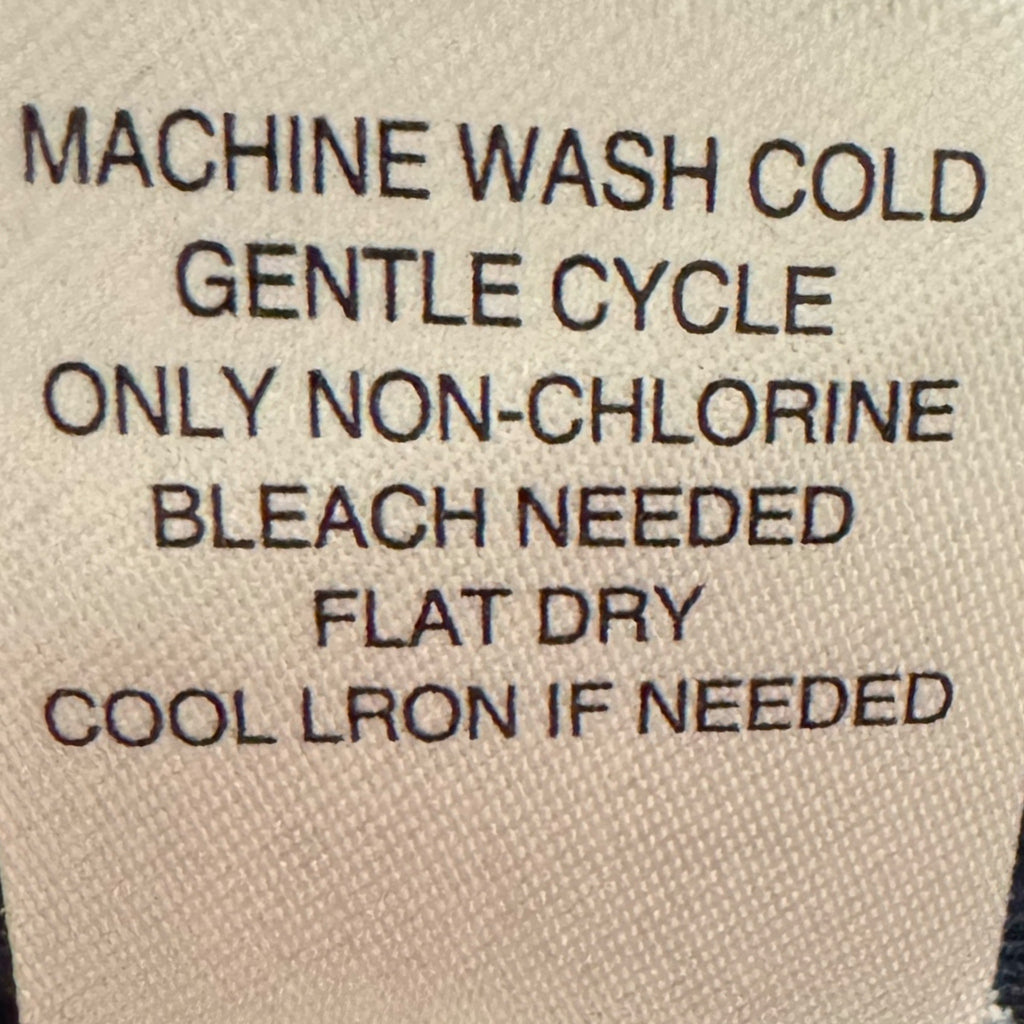 MACHINE WASH COLD
GENTLE CYCLE
ONLY NON-CHLORINE
BLEACH NEEDED
FLAT DRY
COOL LRON IF NEEDED